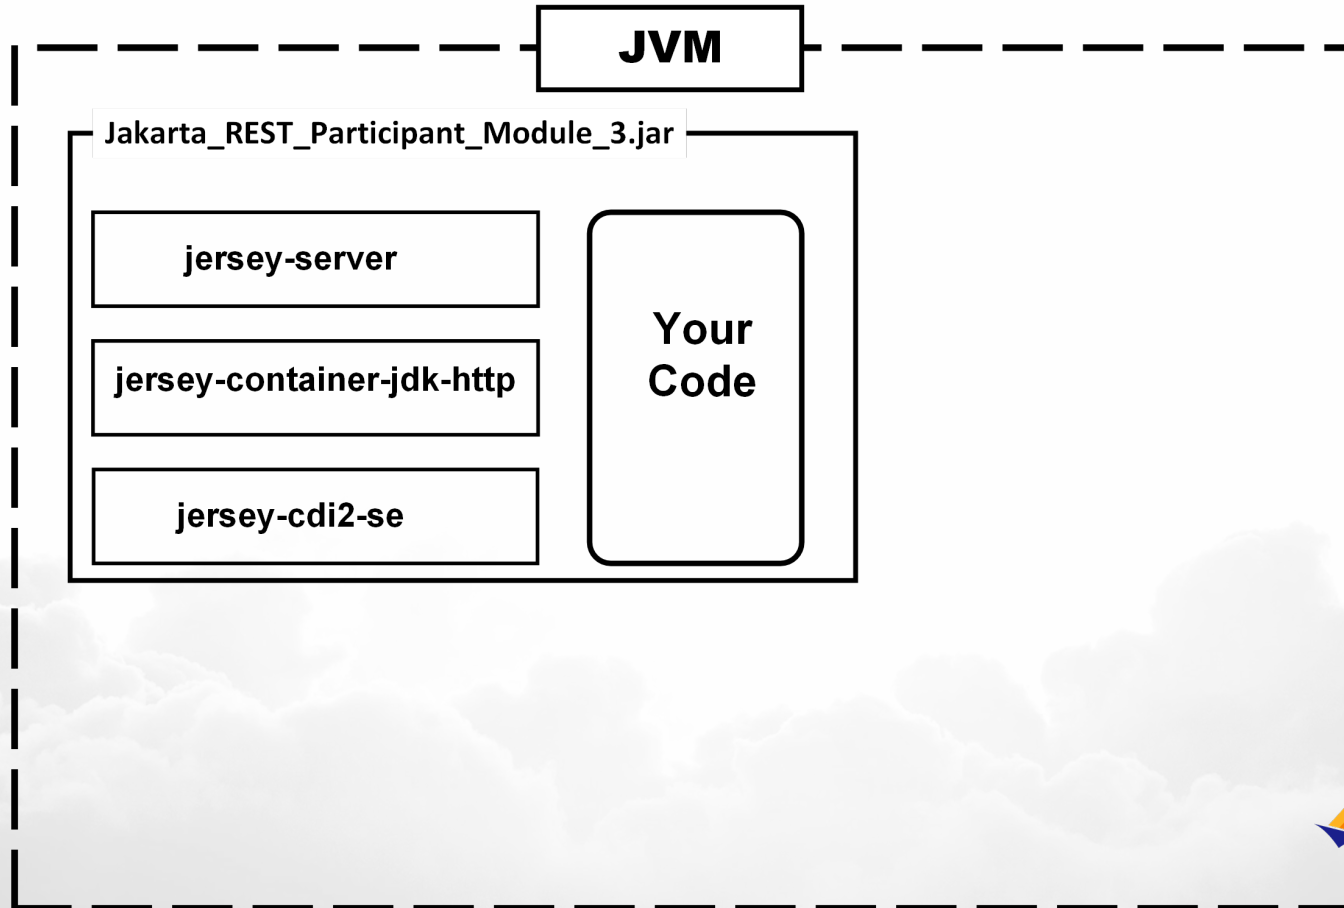 JVM
Jakarta_REST_Participant_Module_3.jar
jersey-server
jersey-container-jdk-http
jersey-cdi2-se
Your
Code